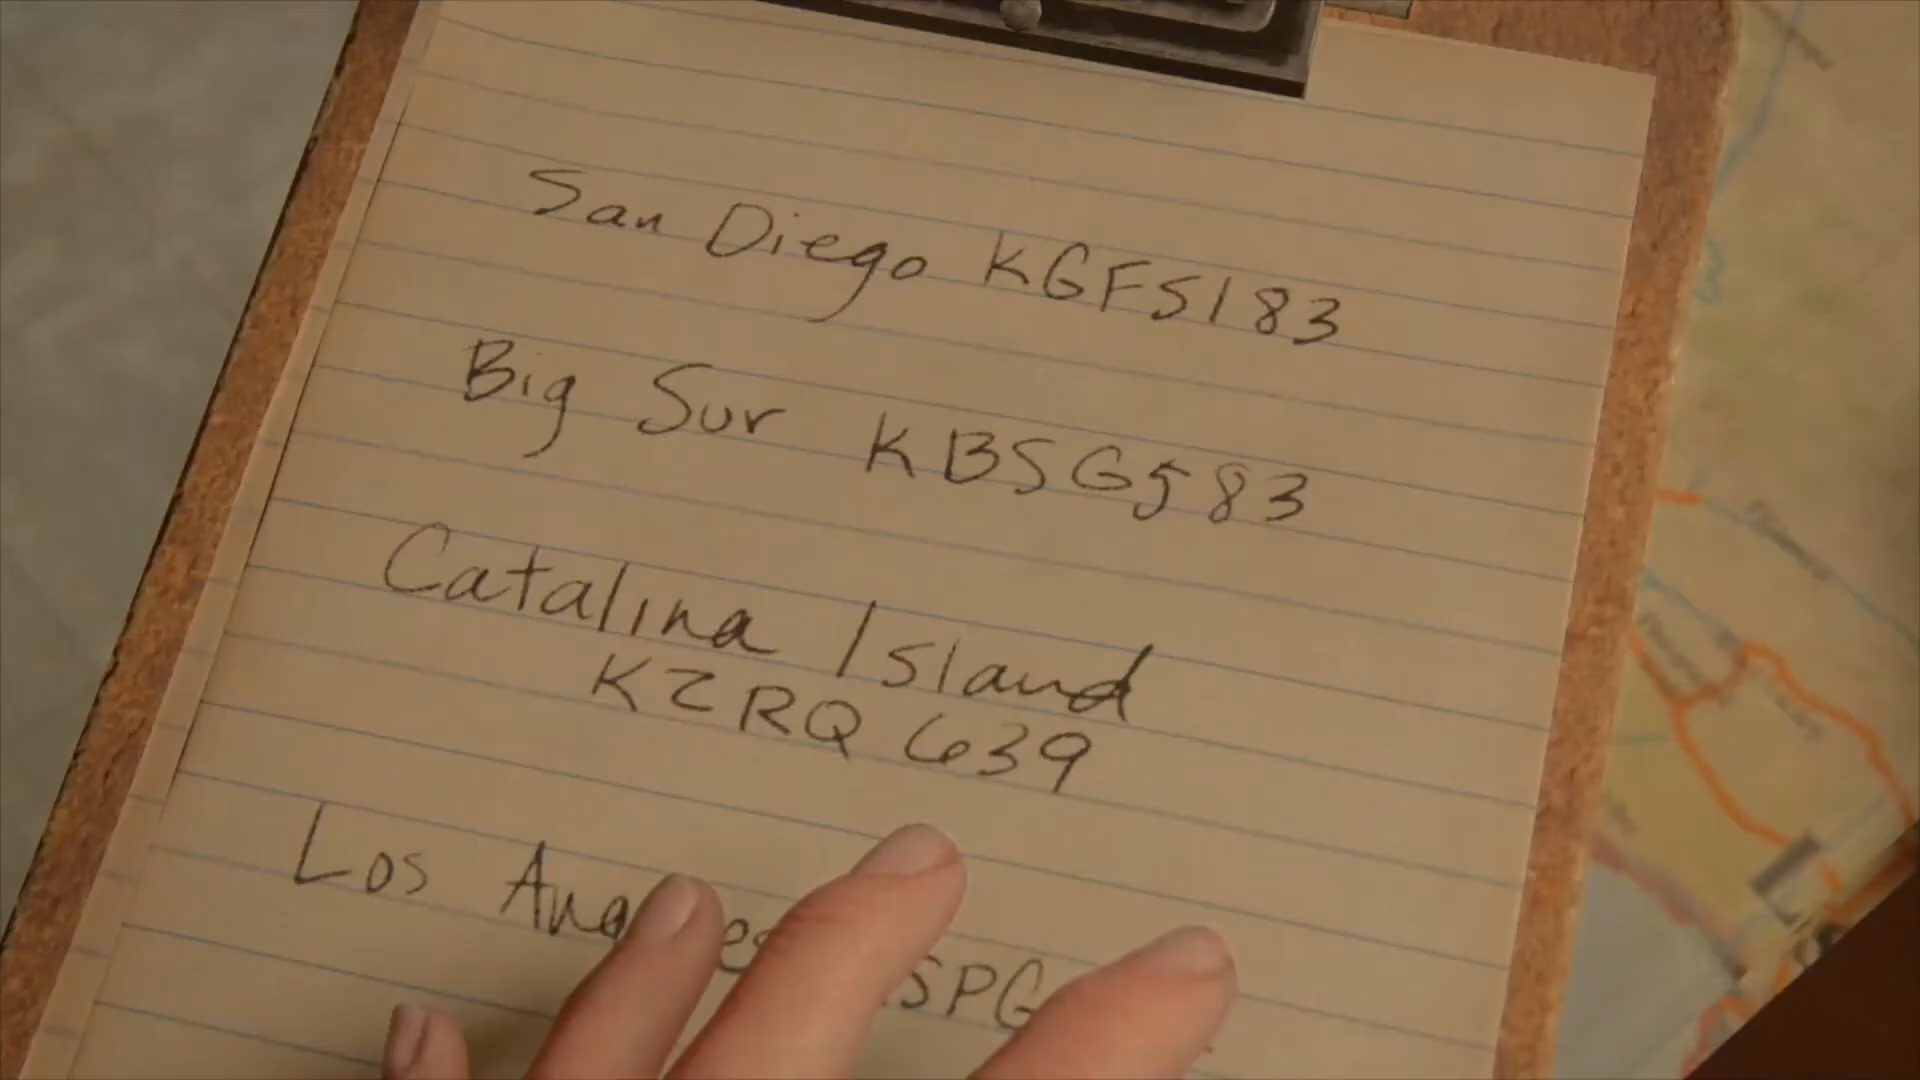 San Diego KGFS183
Big Sur KBSG583
Catalina Island
KZRQ 639
Los